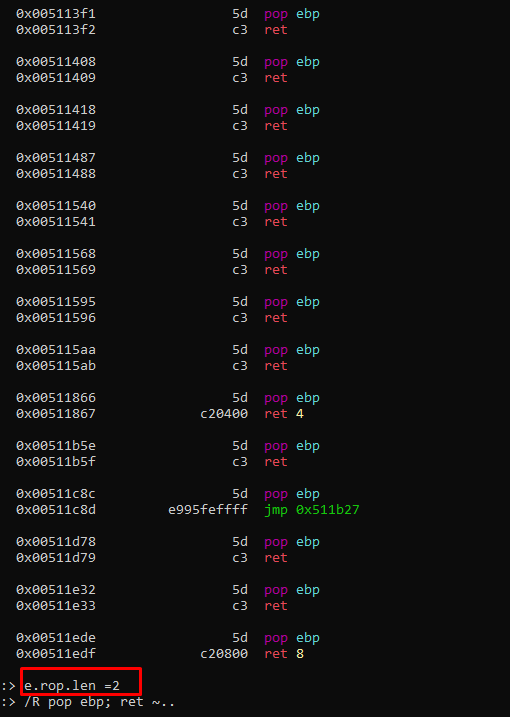 0x005113f1 5d pop ebp
0x005113f2 c3 ret
0x00511408 5d pop ebp
0x00511409 c3 ret
0x00511418 5d pop ebp
0x00511419 c3 ret
0x00511487 5d pop ebp
0x00511488 c3 ret
0x00511540 5d pop ebp
0x00511541 c3 ret
0x00511568 5d pop ebp
0x00511569 c3 ret
0x00511595 5d pop ebp
0x00511596 c3 ret
0x005115aa 5d pop ebp
0x005115ab c3 ret
0x00511866 5d pop ebp
0x00511867 c20400 ret 4
0x00511b5e 5d pop ebp
0x00511b5f c3 ret
0x00511c8c 5d pop ebp
0x00511c8d e995feffff jmp 0x511b27
0x00511d78 5d pop ebp
0x00511d79 c3 ret
0x00511e32 5d pop ebp
0x00511e33 c3 ret
0x00511ede 5d pop ebp
0x00511edf c20800 ret 8
:> e.rop.len =2
:> /R pop ebp; ret ~..